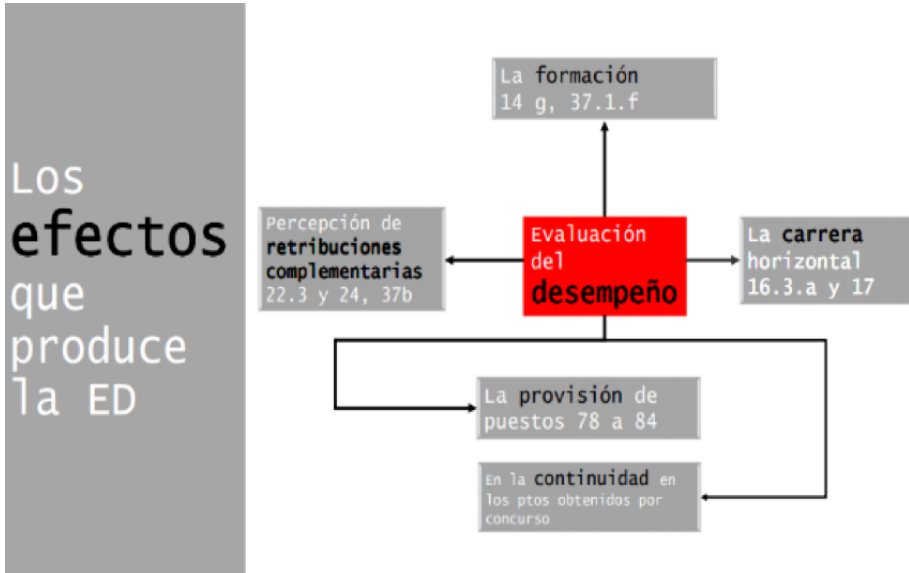 Los
efectos
que
produce
la ED
La formación
14 g, 37.1.f
Percepción de
retribuciones
complementarias
22.3 y 24, 37b
Evaluación
del
desempeño
La carrera
horizontal
16.3.a y 17
La provisión de
puestos 78 a 84
En la continuidad en
los ptos obtenidos por
concurso